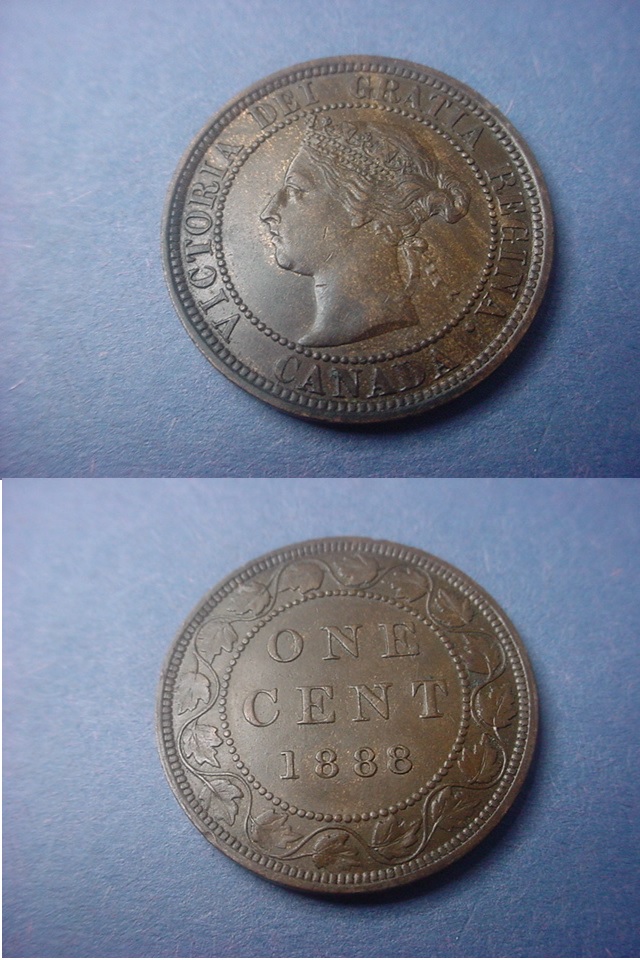 VICTORIA DEI GRATIA REGINA.
CANADA
ONE
CENT
1888